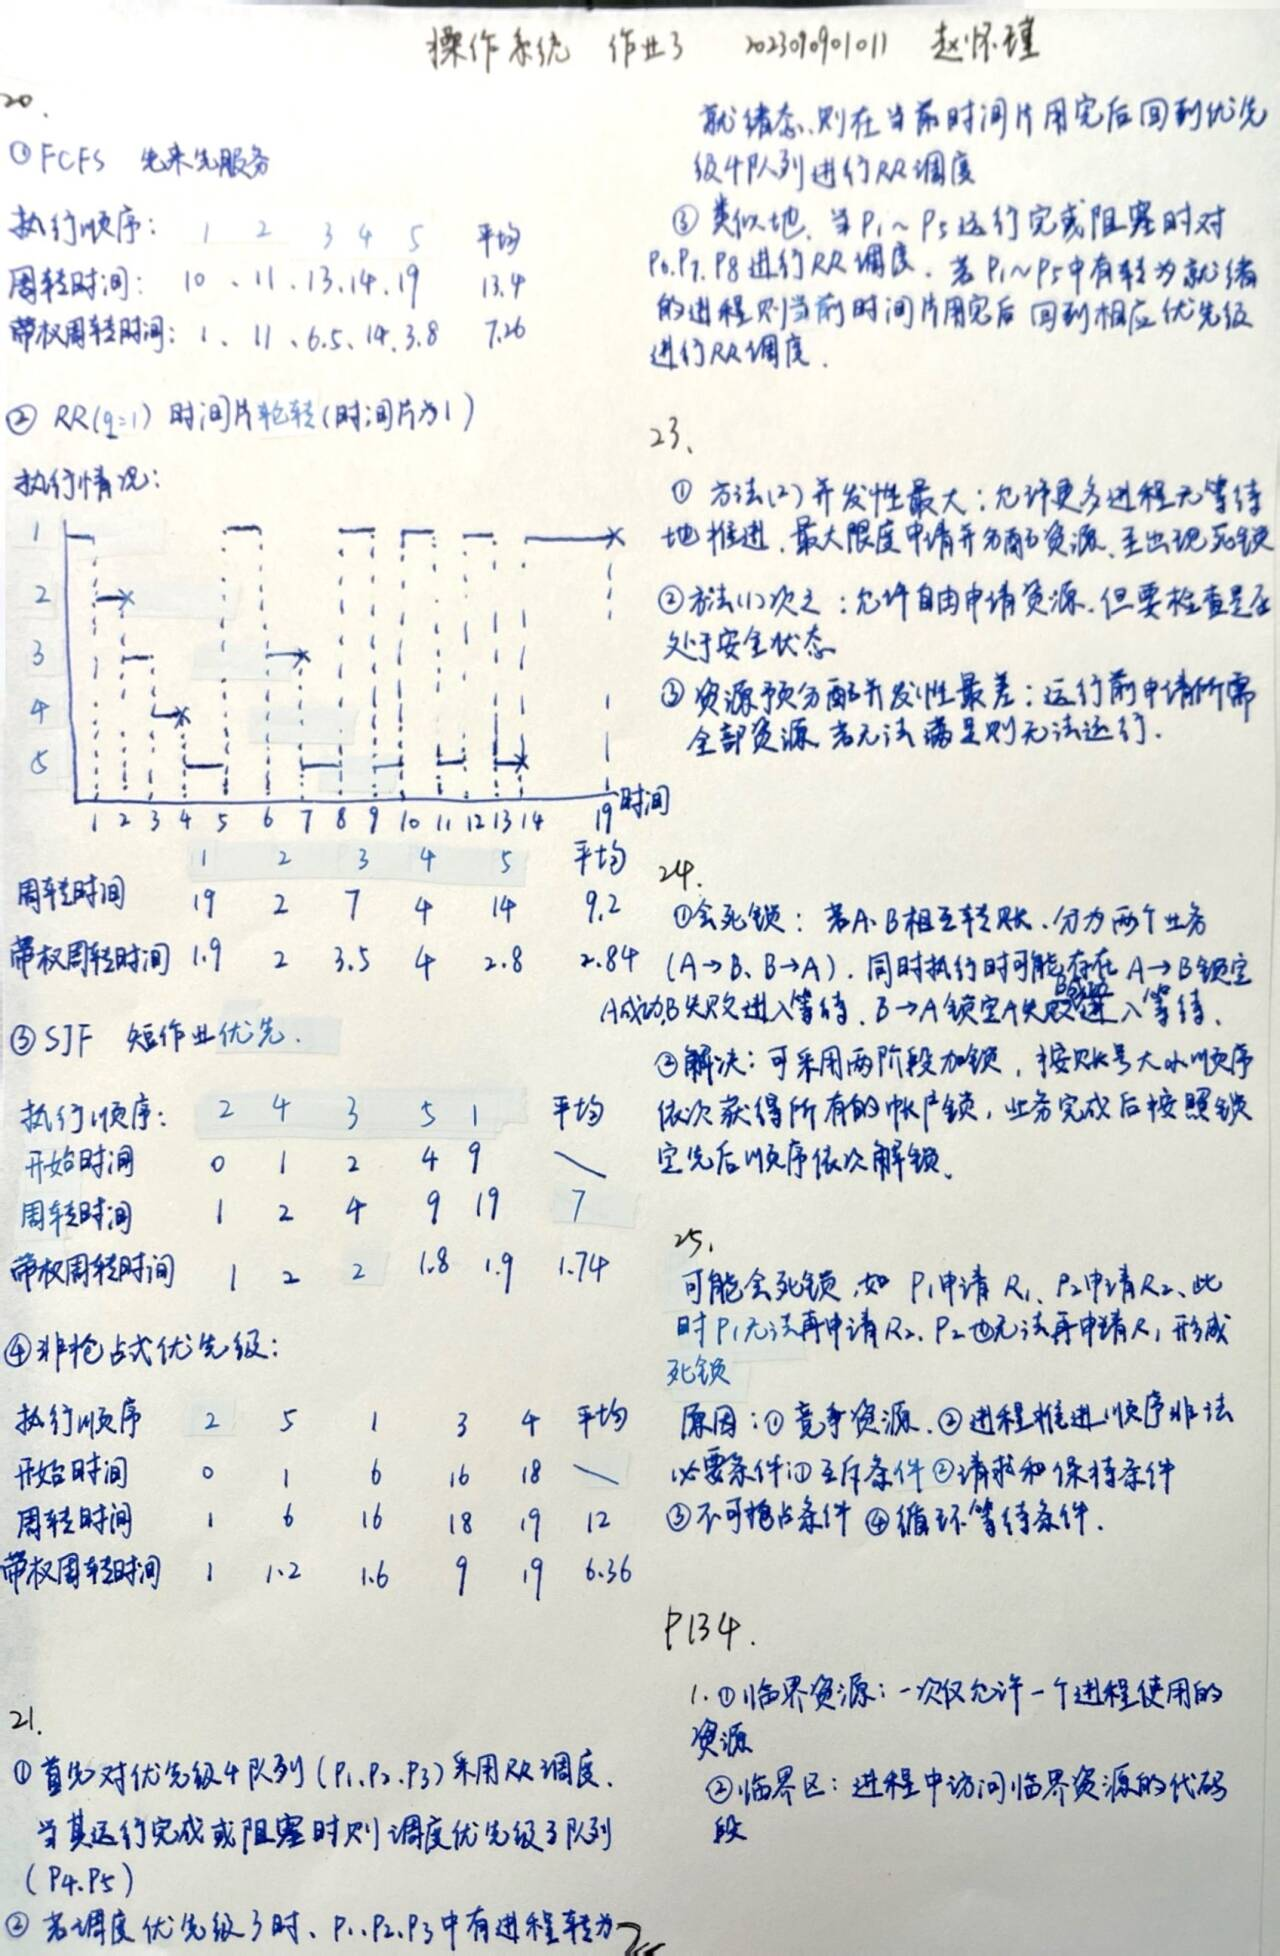 操作系统 作业3 2023090901011 赵怀瑾
20.
① FCFS 先来先服务
执行顺序: 1 2 3 4 5 平均
周转时间: 10、11、13、14、19 13.4
带权周转时间: 1、11、6.5、14、3.8 7.26
② RR(q=1) 时间片轮转(时间片为1)
执行情况:
1
2
3
4
5
1 2 3 4 5 6 7 8 9 10 11 12 13 14 19 时间
1 2 3 4 5 平均
周转时间 19 2 7 4 14 9.2
带权周转时间 1.9 2 3.5 4 2.8 2.84
③ SJF 短作业优先.
执行顺序: 2 4 3 5 1 平均
开始时间 0 1 2 4 9 \
周转时间 1 2 4 9 19 7
带权周转时间 1 2 2 1.8 1.9 1.74
④ 非抢占式优先级:
执行顺序 2 5 1 3 4 平均
开始时间 0 1 6 16 18 \
周转时间 1 6 16 18 19 12
带权周转时间 1 1.2 1.6 9 19 6.36
21.
① 首先对优先级4队列(P1、P2、P3)采用RR调度.
当其运行完成或阻塞时则调度优先级3队列
(P4.P5)
② 若调度优先级3时、P1、P2、P3中有进程转为
就绪态、则在当前时间片用完后回到优先
级4队列进行RR调度
③ 类似地、当P1~P5运行完或阻塞时对
P6.P7.P8进行RR调度、若P1~P5中有转为就绪
的进程则当前时间片用完后回到相应优先级
进行RR调度.
23、
① 方法(2)并发性最大:允许更多进程无等待
地推进、最大限度申请并分配资源、至出现死锁
② 方法(1)次之:允许自由申请资源、但要检查是否
处于安全状态
③ 资源预分配并发性最差:运行前申请所需
全部资源 若无法满足则无法运行.
24.
① 会死锁:若A、B相互转账、分为两个业务
(A→B、B→A). 同时执行时可能存在 A→B锁定
A成功B失败进入等待、B→A锁定A失败进入等待、
② 解决:可采用两阶段加锁,按账号大小顺序
依次获得所有的帐户锁,业务完成后按照锁
定先后顺序依次解锁、
25.
可能会死锁,如 P1申请R1、P2申请R2、此
时P1无法再申请R2、P2也无法再申请R1 形成
死锁
原因:① 竞争资源、② 进程推进顺序非法
必要条件:① 互斥条件 ② 请求和保持条件
③ 不可抢占条件 ④ 循环等待条件.
P134.
1. ① 临界资源:一次仅允许一个进程使用的
资源
② 临界区:进程中访问临界资源的代码
段